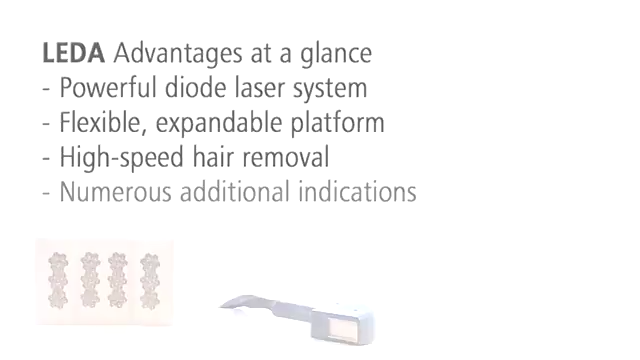 LEDA Advantages at a glance
- Powerful diode laser system
- Flexible, expandable platform
- High-speed hair removal
- Numerous additional indications